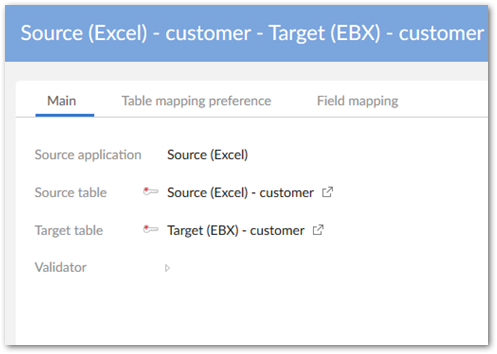 Source (Excel) - customer - Target (EBX) - customer
Main Table mapping preference Field mapping
Source application Source (Excel)
Source table Source (Excel) - customer
Target table Target (EBX) - customer
Validator